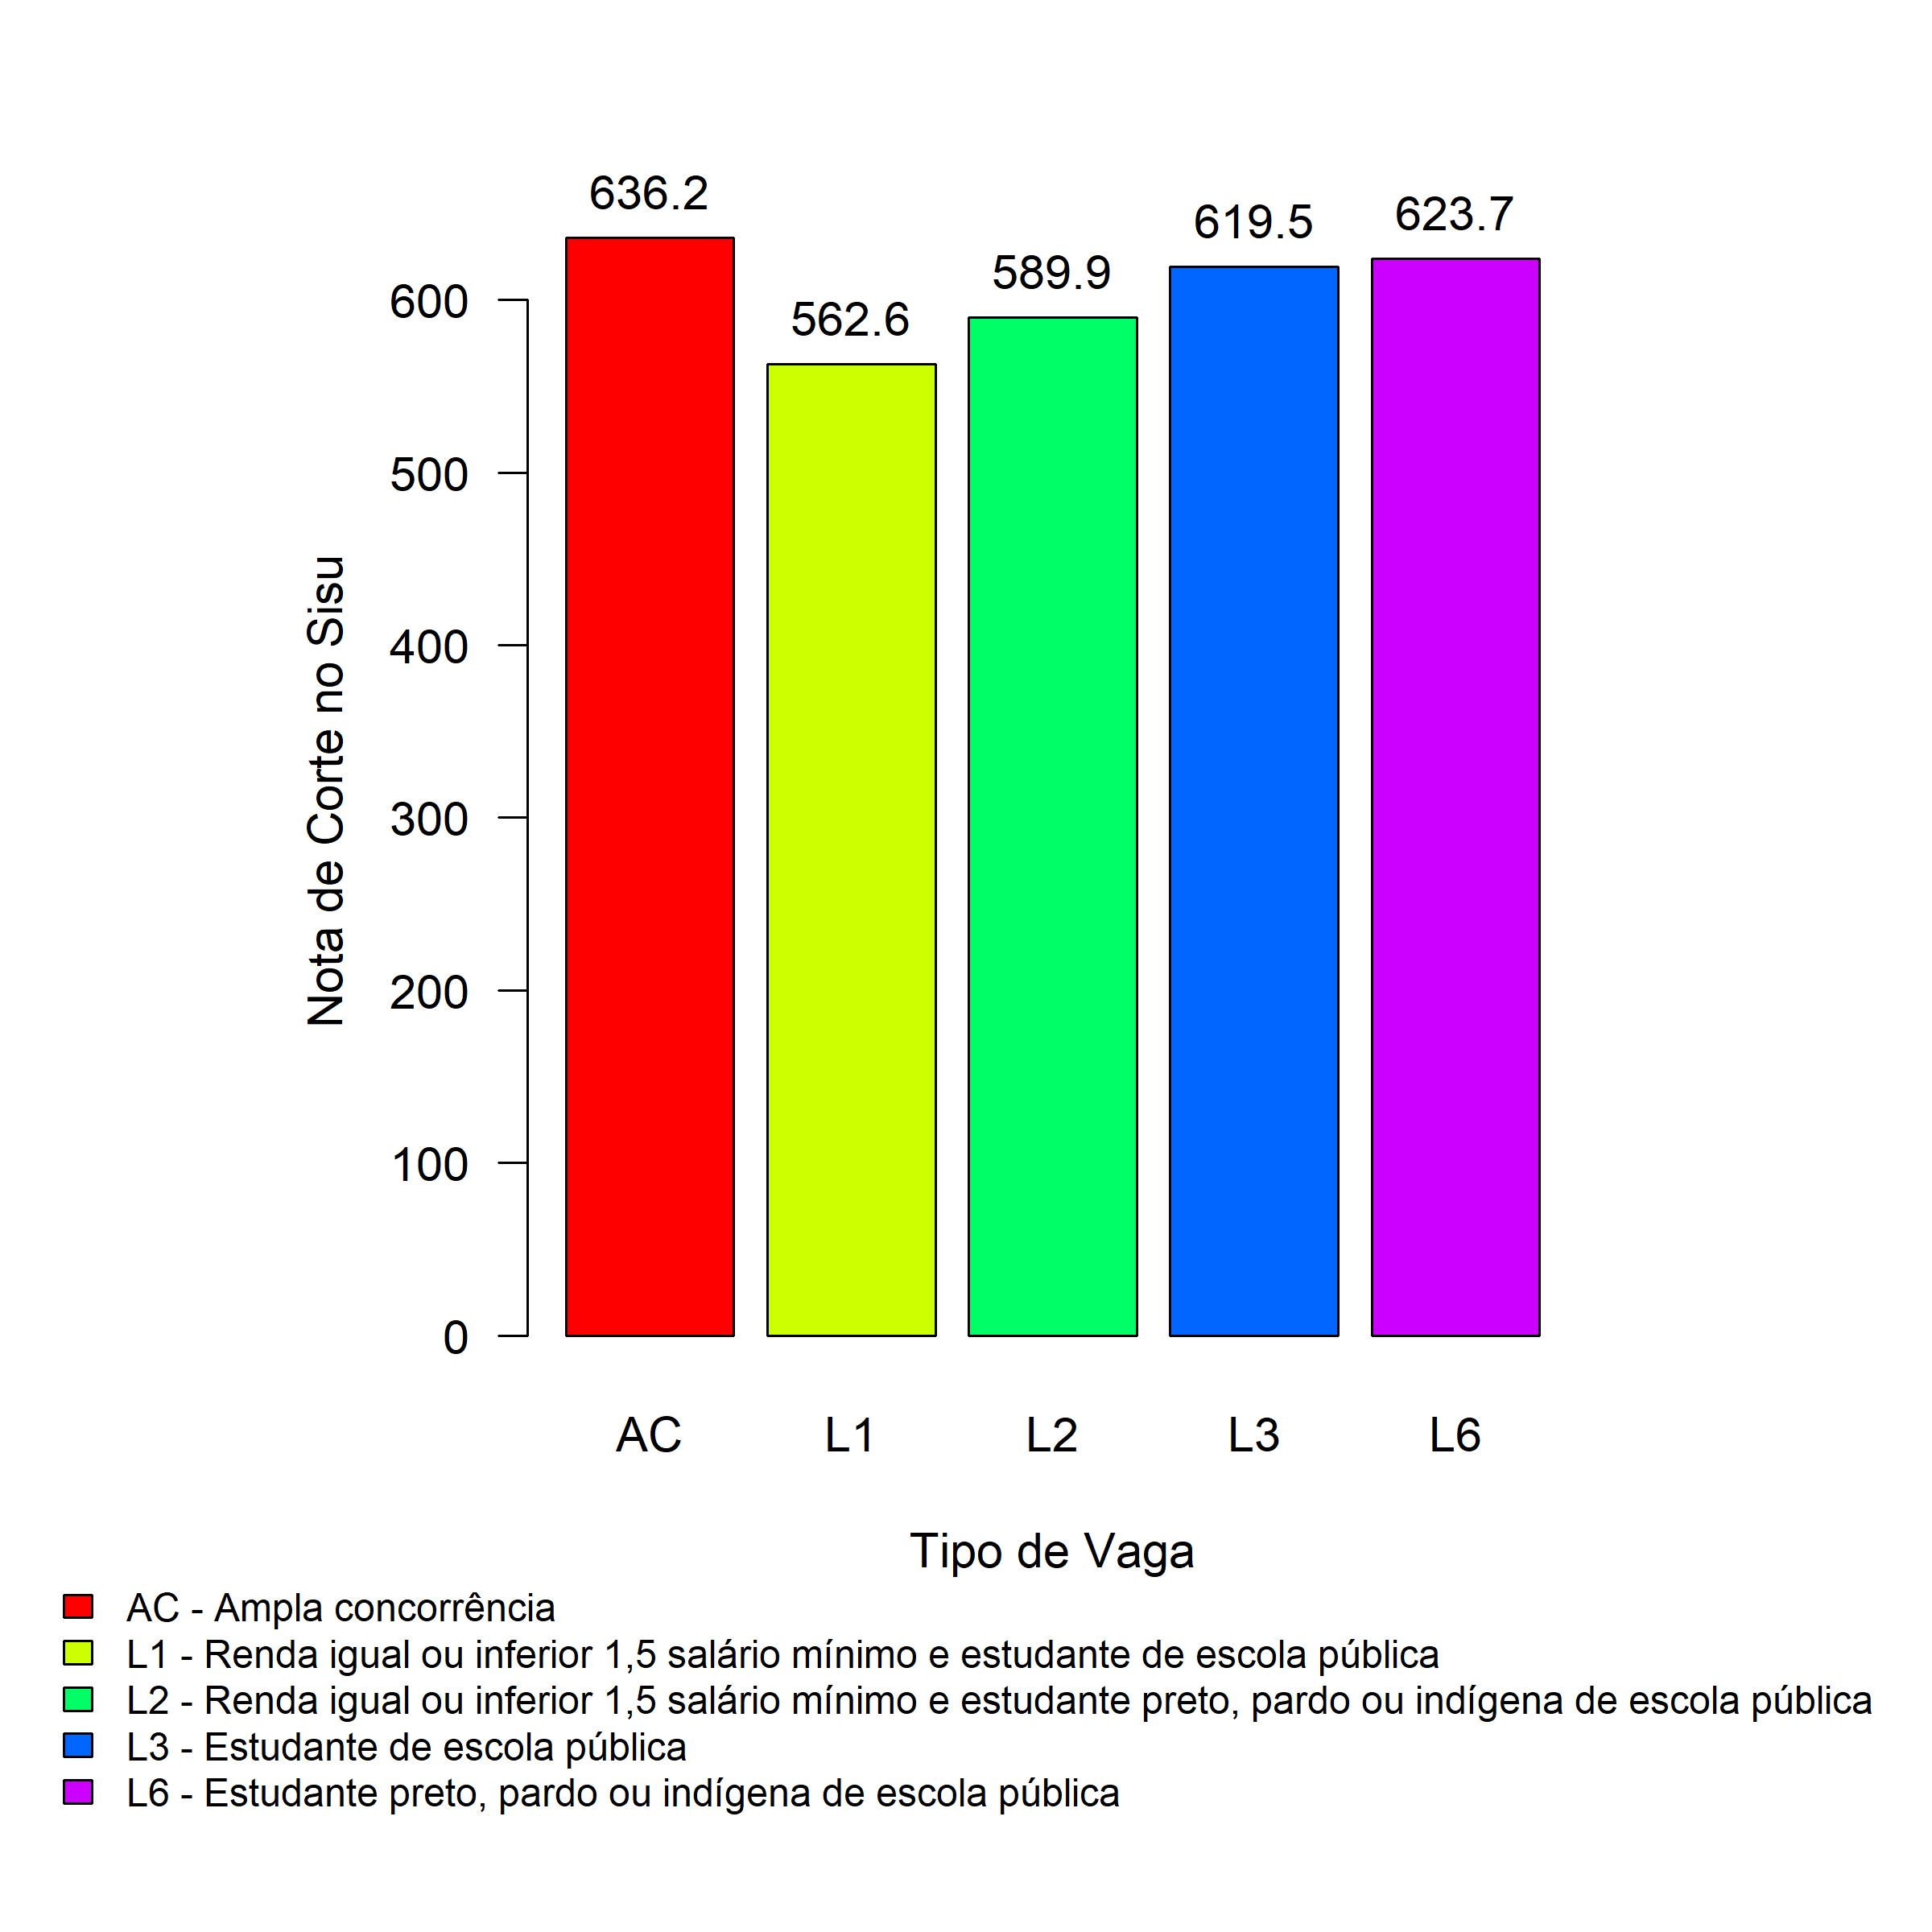 636.2
562.6
589.9
619.5
623.7
600
500
400
300
200
100
0
Nota de Corte no Sisu
AC L1 L2 L3 L6
Tipo de Vaga
AC - Ampla concorrência
L1 - Renda igual ou inferior 1,5 salário mínimo e estudante de escola pública
L2 - Renda igual ou inferior 1,5 salário mínimo e estudante preto, pardo ou indígena de escola pública
L3 - Estudante de escola pública
L6 - Estudante preto, pardo ou indígena de escola pública